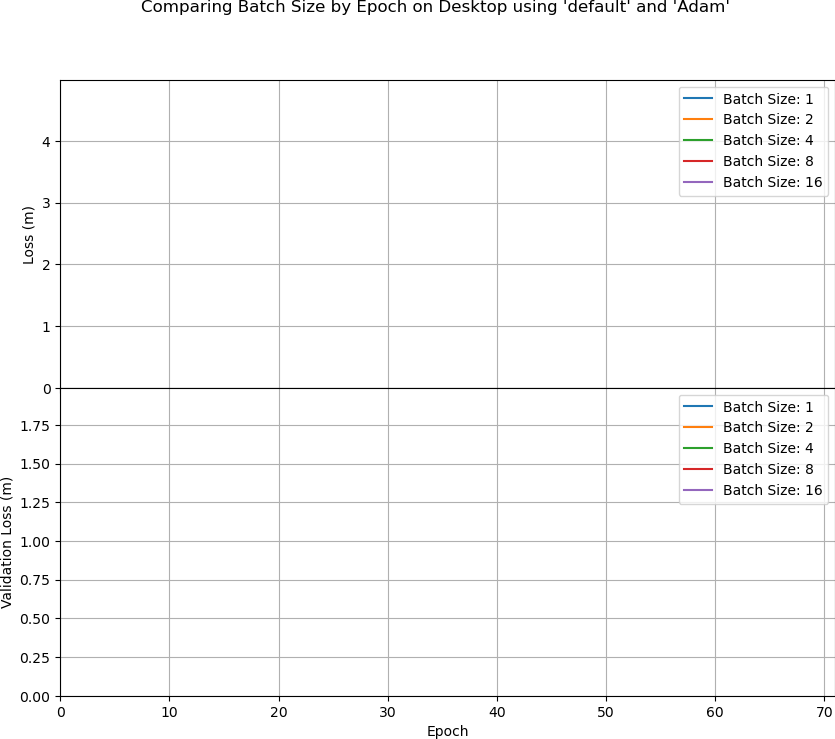 Comparing Batch Size by Epoch on Desktop using 'default' and 'Adam'
Batch Size: 1
Batch Size: 2
Batch Size: 4
Batch Size: 8
Batch Size: 16
4
3
2
1
0
Loss (m)
Batch Size: 1
Batch Size: 2
Batch Size: 4
Batch Size: 8
Batch Size: 16
1.75
1.50
1.25
1.00
0.75
0.50
0.25
0.00
Validation Loss (m)
0 10 20 30 40 50 60 70
Epoch